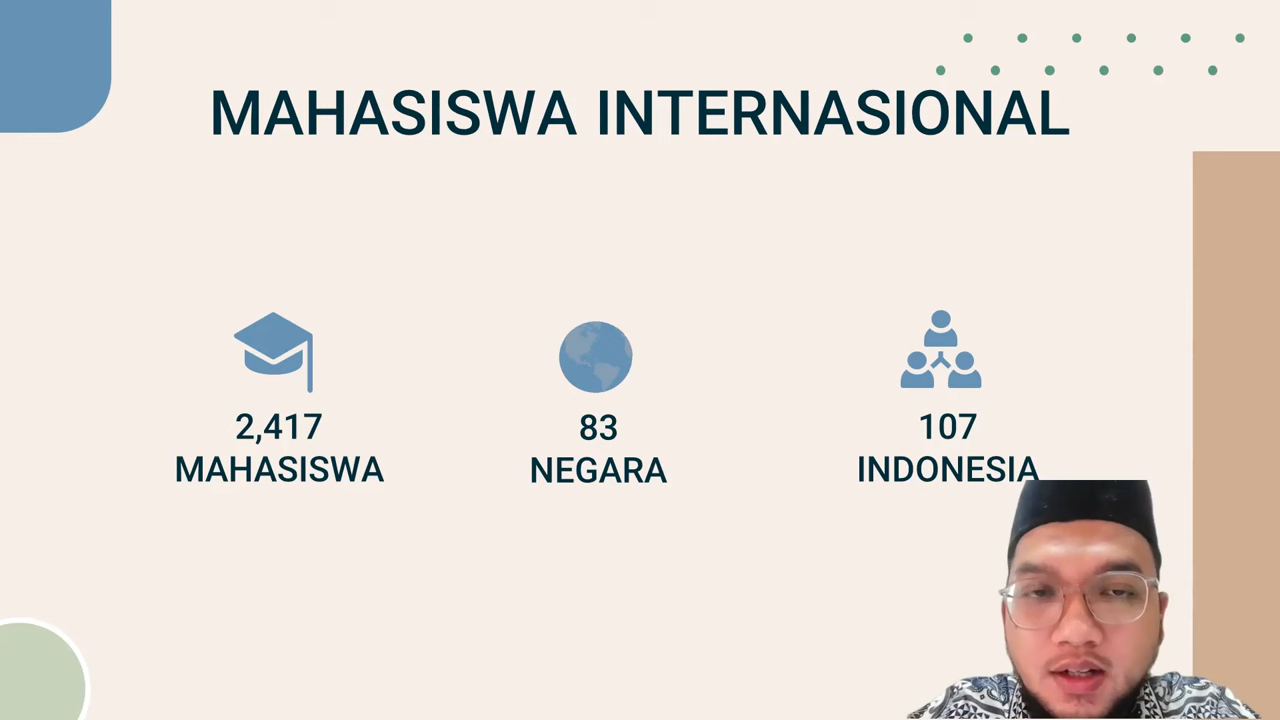 MAHASISWA INTERNASIONAL
2,417
MAHASISWA
83
NEGARA
107
INDONESIA